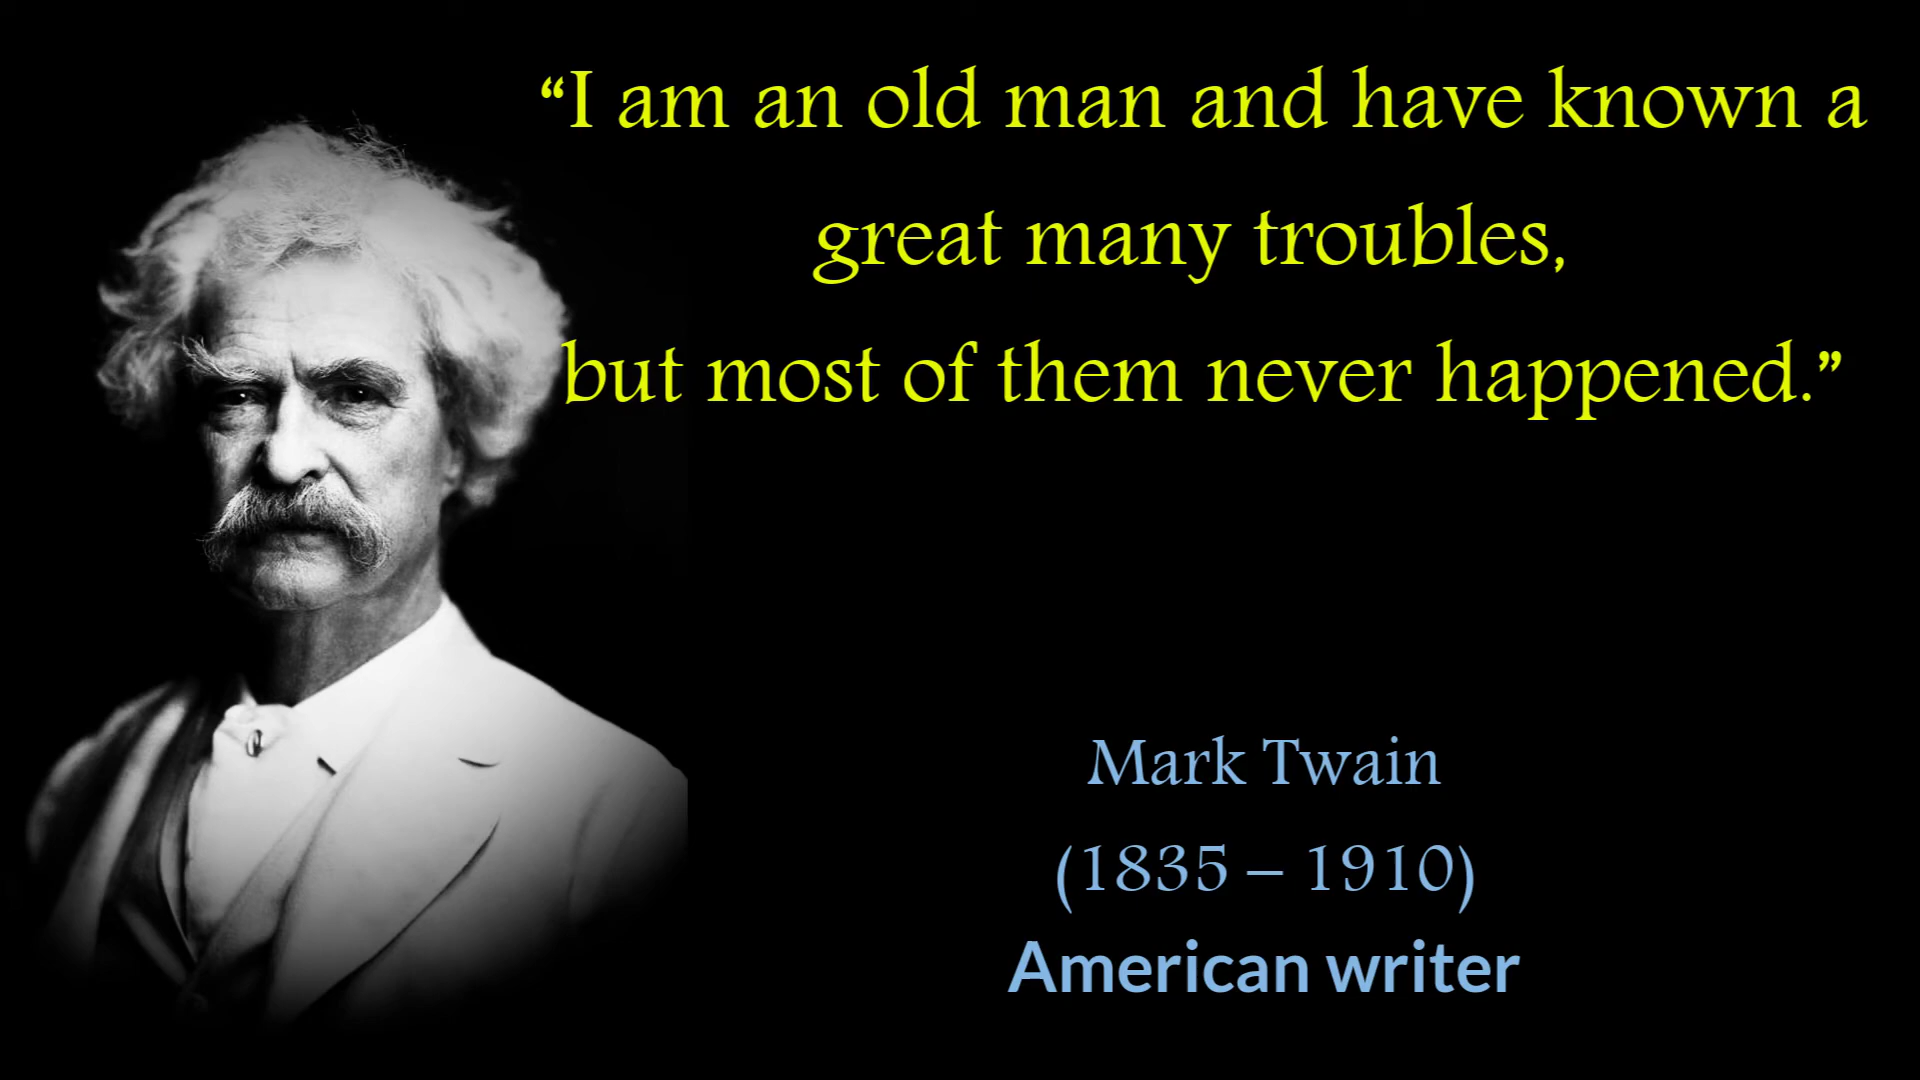 “I am an old man and have known a
great many troubles,
but most of them never happened.”
Mark Twain
(1835 – 1910)
American writer